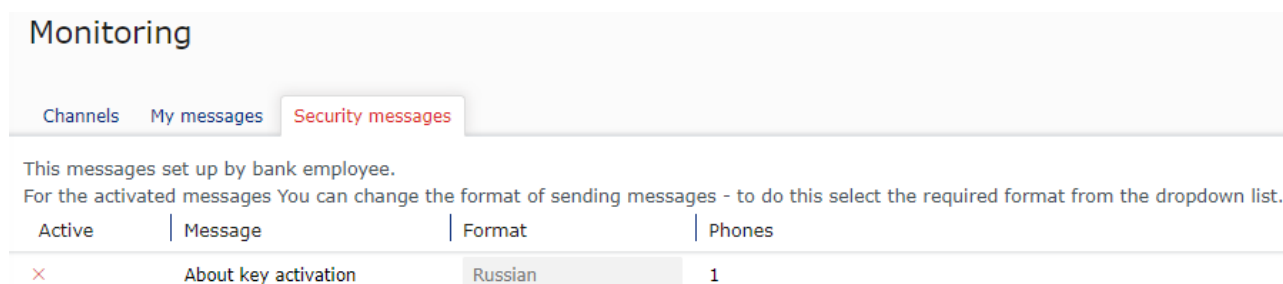 Monitoring
Channels My messages Security messages
This messages set up by bank employee.
For the activated messages You can change the format of sending messages - to do this select the required format from the dropdown list.
Active Message Format Phones
× About key activation Russian 1